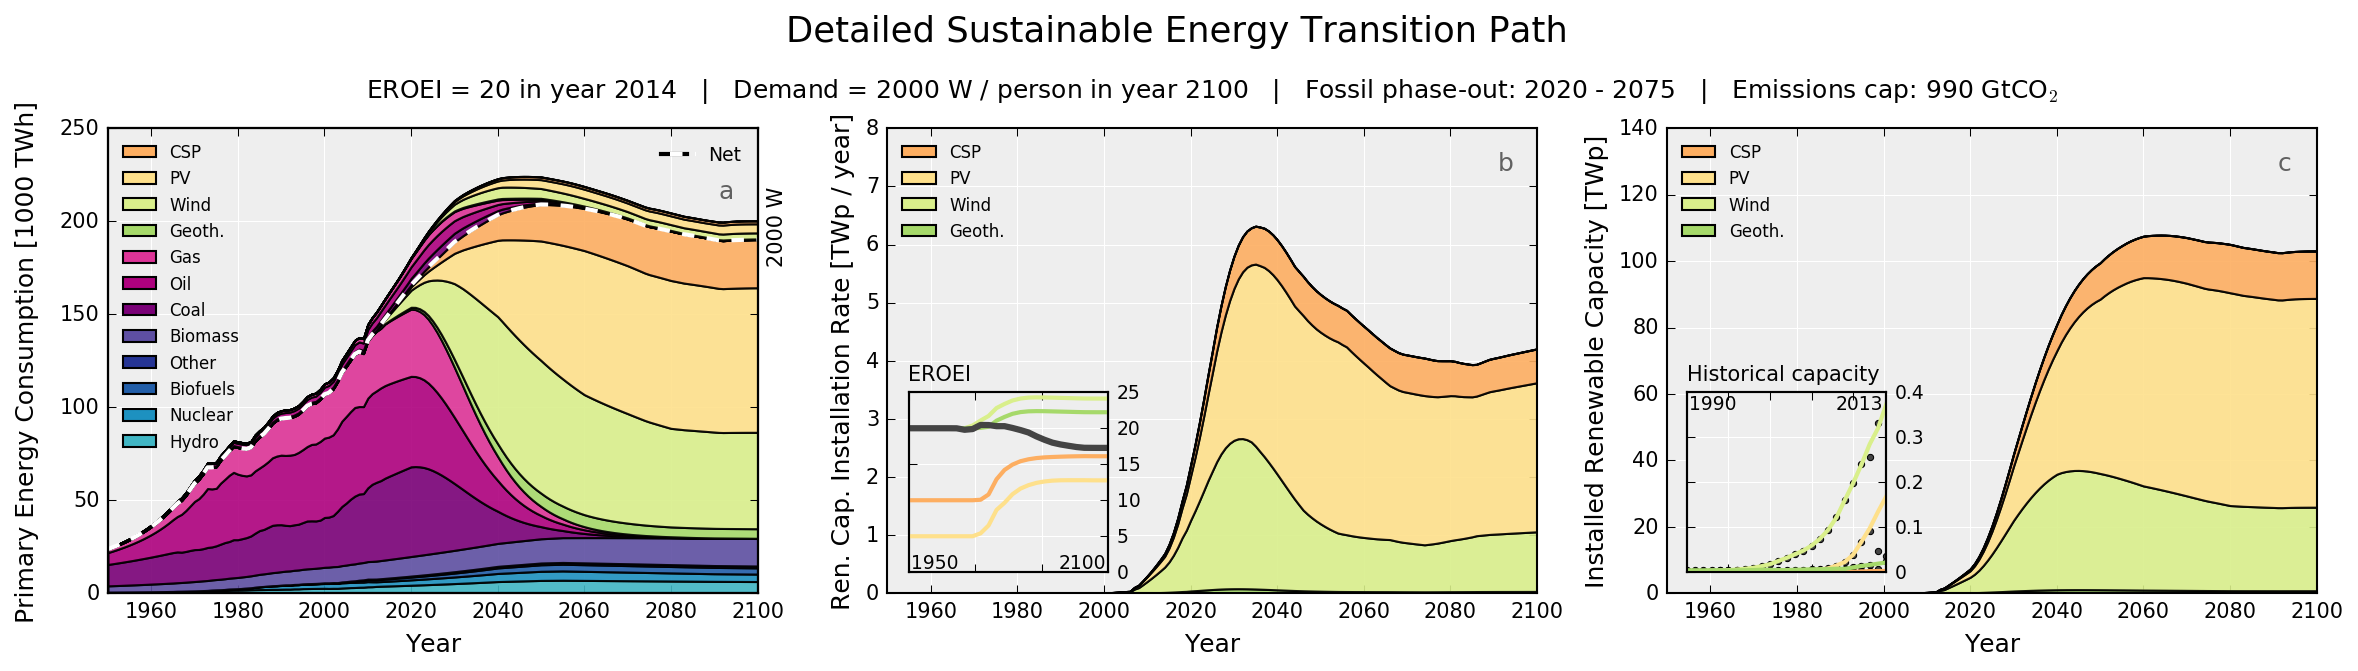 Detailed Sustainable Energy Transition Path
EROEI = 20 in year 2014 | Demand = 2000 W / person in year 2100 | Fossil phase-out: 2020 - 2075 | Emissions cap: 990 GtCO₂
Primary Energy Consumption [1000 TWh]
250
200
150
100
50
0
CSP
PV
Wind
Geoth.
Gas
Oil
Coal
Biomass
Other
Biofuels
Nuclear
Hydro
Net
a
2000 W
1960 1980 2000 2020 2040 2060 2080 2100
Year
Ren. Cap. Installation Rate [TWp / year]
8
7
6
5
4
3
2
1
0
CSP
PV
Wind
Geoth.
b
EROEI
25
20
15
10
5
0
1950 2100
1960 1980 2000 2020 2040 2060 2080 2100
Year
Installed Renewable Capacity [TWp]
140
120
100
80
60
40
20
0
CSP
PV
Wind
Geoth.
c
Historical capacity
1990 2013
0.4
0.3
0.2
0.1
0
1960 1980 2000 2020 2040 2060 2080 2100
Year